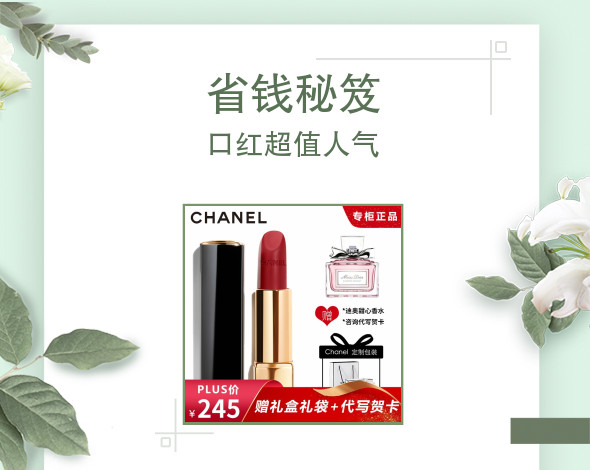 省钱秘笈
口红超值人气
CHANEL
专柜正品
赠
*迪奥甜心香水
*咨询代写贺卡
Chanel 定制包装
PLUS价
¥245
赠礼盒礼袋+代写贺卡